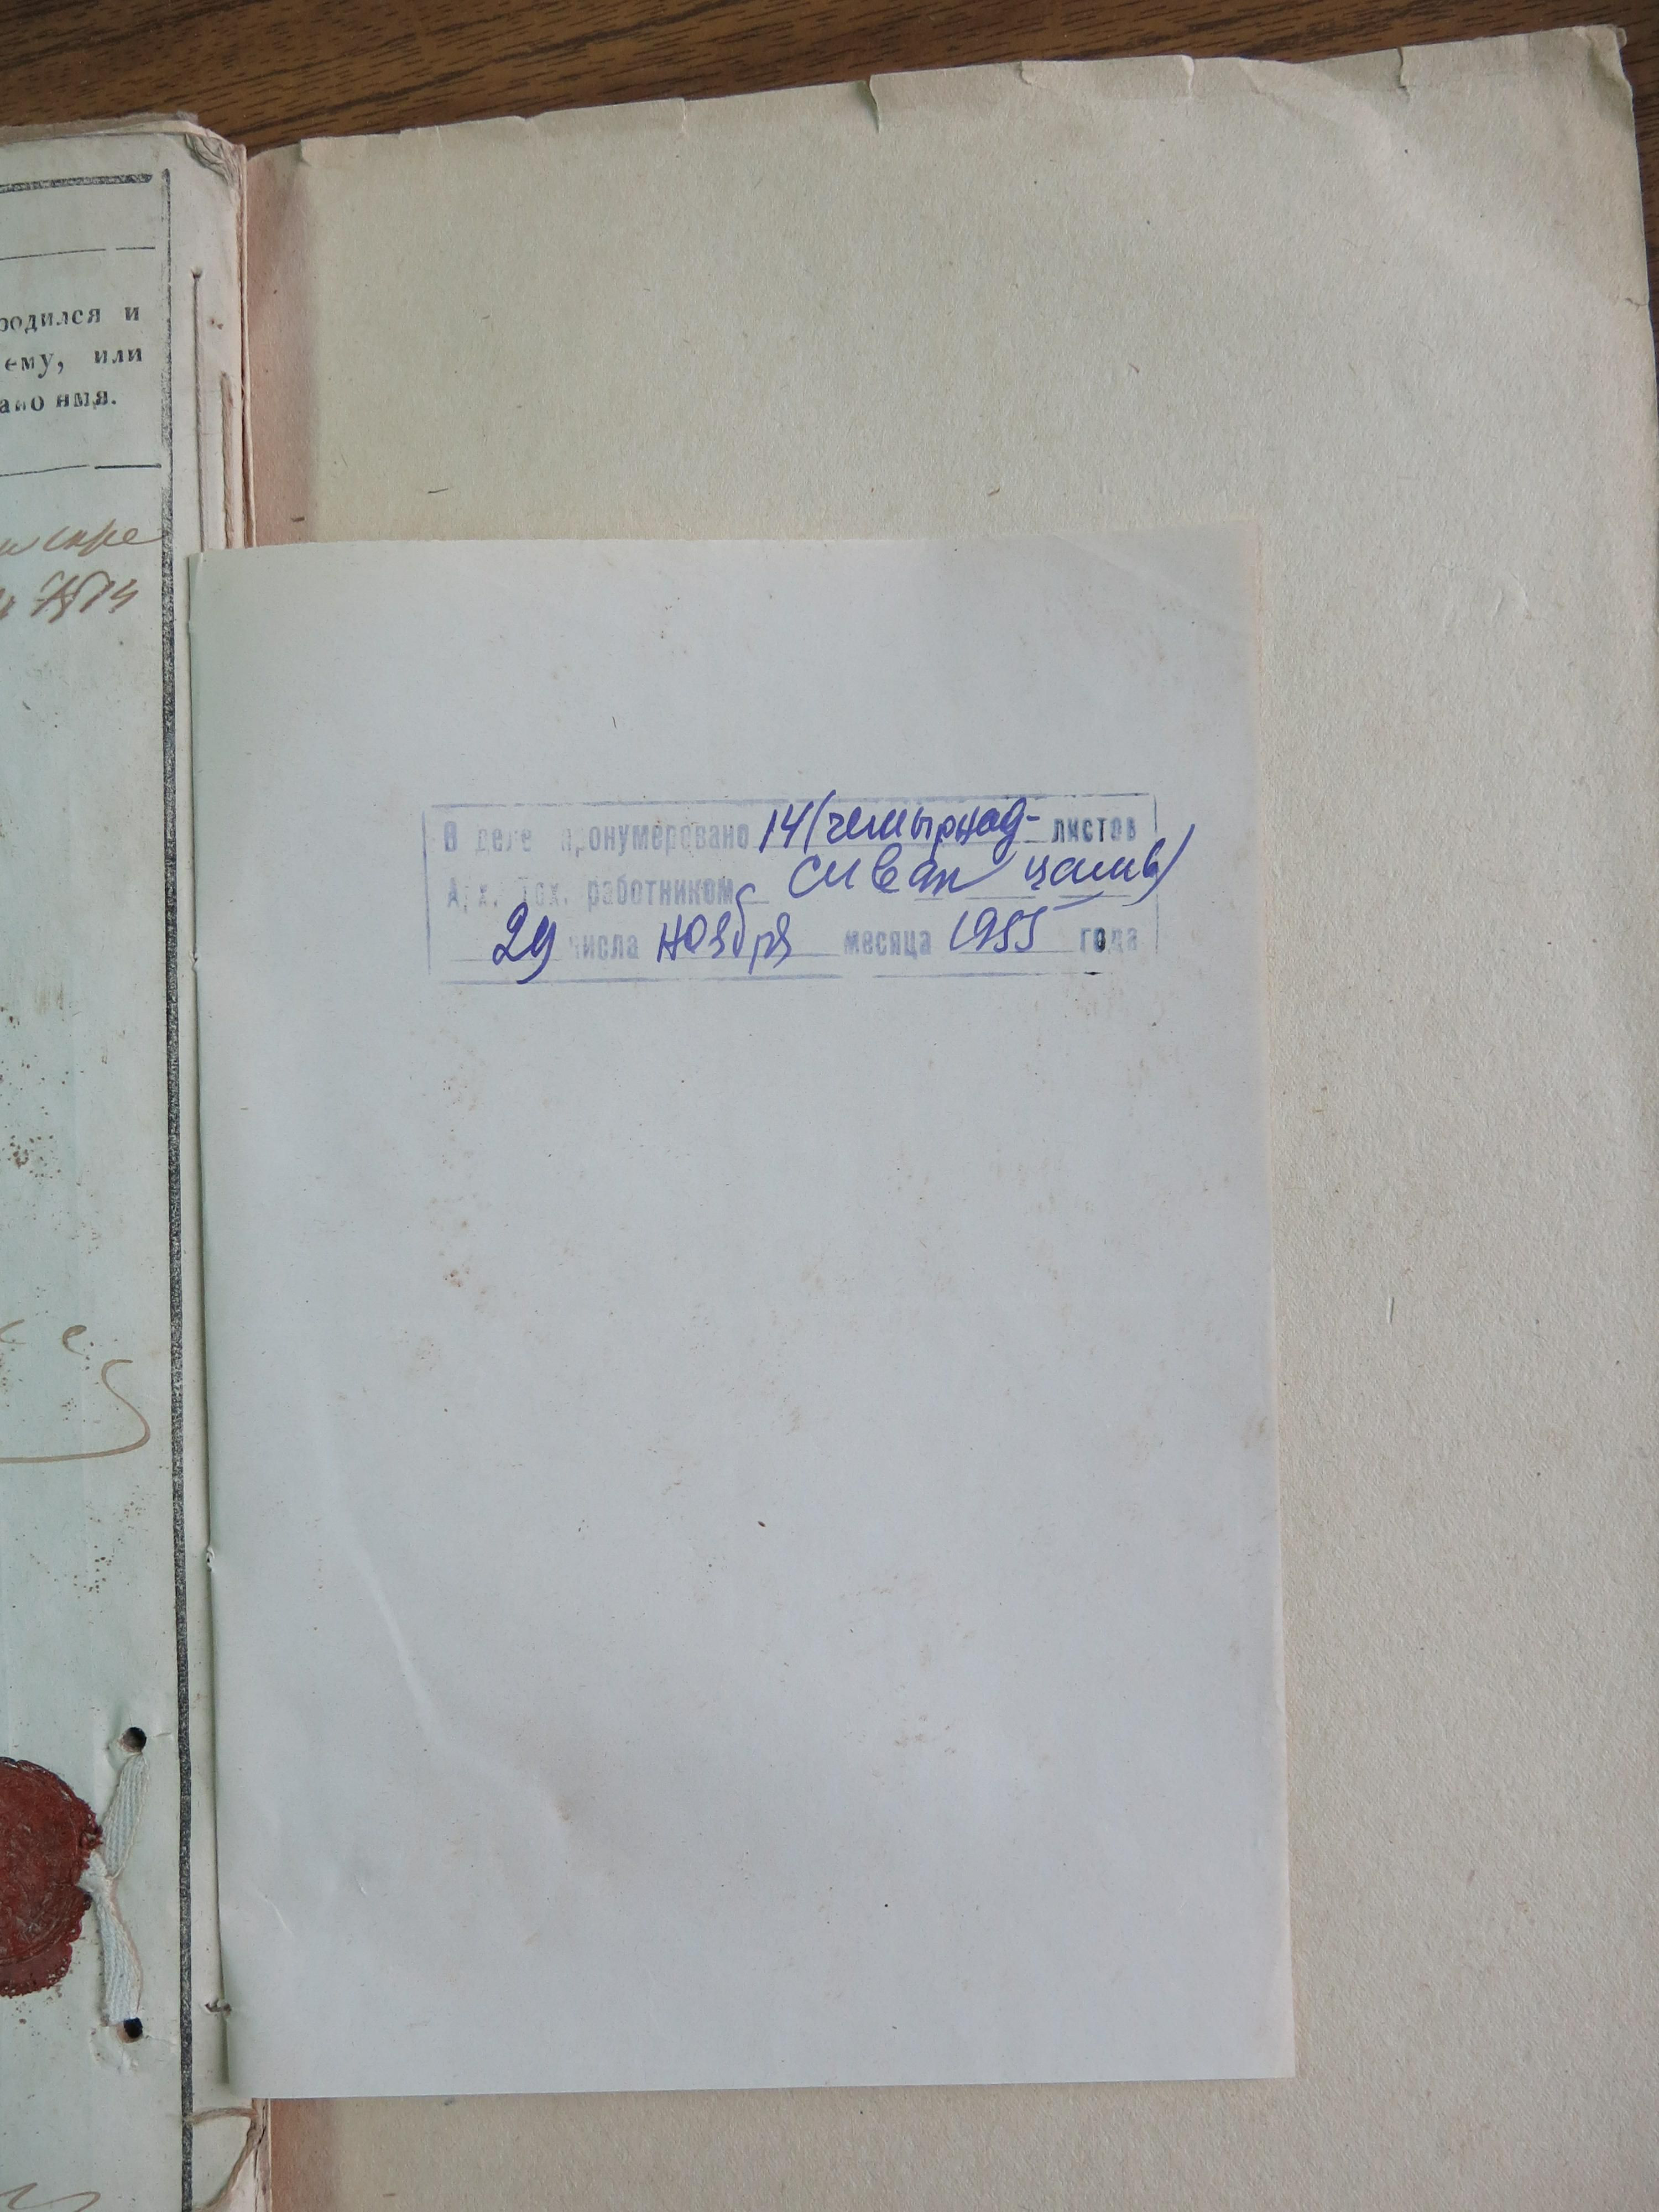 родился и
ему, или
дано имя.
В деле пронумеровано 14 (четырнад- листов
Арх. Тех. работником цать)
29 числа ноября месяца 1955 года